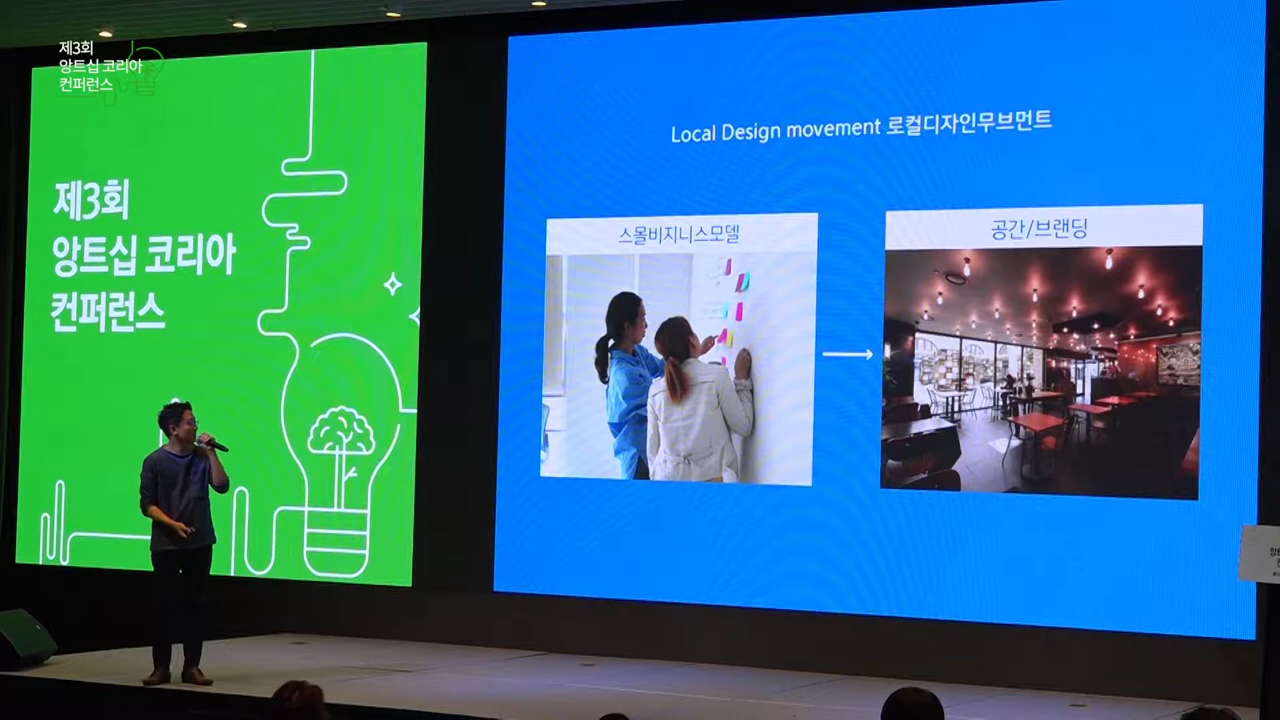 제3회
앙트십 코리아
컨퍼런스
제3회
앙트십 코리아
컨퍼런스
Local Design movement 로컬디자인무브먼트
스몰비지니스모델
공간/브랜딩